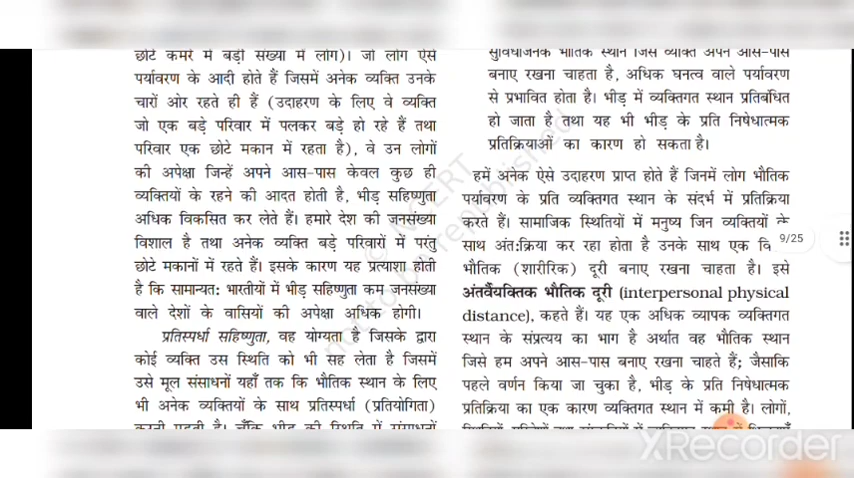 छोटे कमरे में बड़ी संख्या में लोग)। जो लोग ऐसे
पर्यावरण के आदी होते हैं जिसमें अनेक व्यक्ति उनके
चारों ओर रहते ही हैं (उदाहरण के लिए वे व्यक्ति
जो एक बड़े परिवार में पलकर बड़े हो रहे हैं तथा
परिवार एक छोटे मकान में रहता है), वे उन लोगों
की अपेक्षा जिन्हें अपने आस-पास केवल कुछ ही
व्यक्तियों के रहने की आदत होती है, भीड़ सहिष्णुता
अधिक विकसित कर लेते हैं। हमारे देश की जनसंख्या
विशाल है तथा अनेक व्यक्ति बड़े परिवारों में परंतु
छोटे मकानों में रहते हैं। इसके कारण यह प्रत्याशा होती
है कि सामान्यत: भारतीयों में भीड़ सहिष्णुता कम जनसंख्या
वाले देशों के वासियों की अपेक्षा अधिक होगी।
प्रतिस्पर्धा सहिष्णुता, वह योग्यता है जिसके द्वारा
कोई व्यक्ति उस स्थिति को भी सह लेता है जिसमें
उसे मूल संसाधनों यहाँ तक कि भौतिक स्थान के लिए
भी अनेक व्यक्तियों के साथ प्रतिस्पर्धा (प्रतियोगिता)
करनी पड़ती है। चूँकि भीड़ की स्थिति में संसाधनों
सुविधाजनक भौतिक स्थान जिसे व्यक्ति अपने आस-पास
बनाए रखना चाहता है, अधिक घनत्व वाले पर्यावरण
से प्रभावित होता है। भीड़ में व्यक्तिगत स्थान प्रतिबंधित
हो जाता है तथा यह भी भीड़ के प्रति निषेधात्मक
प्रतिक्रियाओं का कारण हो सकता है।
हमें अनेक ऐसे उदाहरण प्राप्त होते हैं जिनमें लोग भौतिक
पर्यावरण के प्रति व्यक्तिगत स्थान के संदर्भ में प्रतिक्रिया
करते हैं। सामाजिक स्थितियों में मनुष्य जिन व्यक्तियों
साथ अंत:क्रिया कर रहा होता है उनके साथ एक
भौतिक (शारीरिक) दूरी बनाए रखना चाहता है। इसे
अंतर्वैयक्तिक भौतिक दूरी (interpersonal physical
distance), कहते हैं। यह एक अधिक व्यापक व्यक्तिगत
स्थान के संप्रत्यय का भाग है अर्थात वह भौतिक स्थान
जिसे हम अपने आस-पास बनाए रखना चाहते हैं; जैसाकि
पहले वर्णन किया जा चुका है, भीड़ के प्रति निषेधात्मक
प्रतिक्रिया का एक कारण व्यक्तिगत स्थान में कमी है। लोगों,
9/25
© NCERT
not to be republished
XRecorder